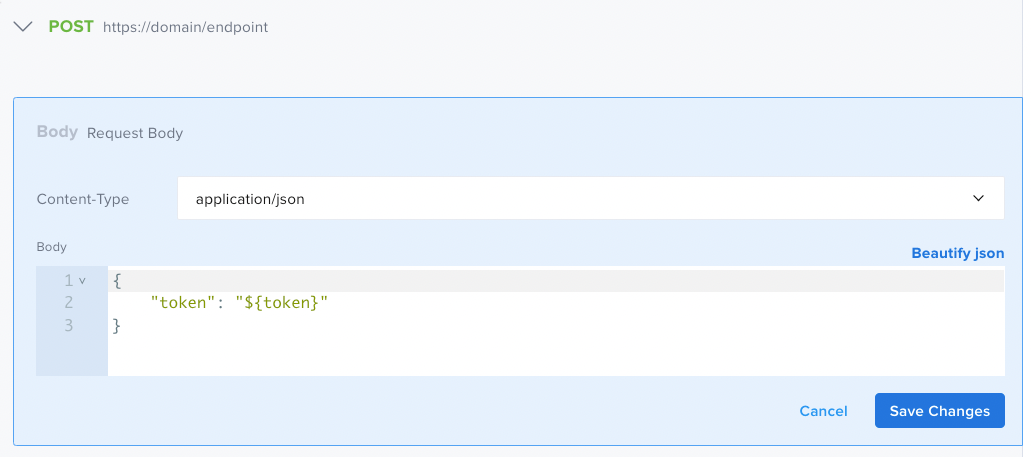 POST https://domain/endpoint
Body Request Body
Content-Type application/json
Body
Beautify json
1 {
2 "token": "${token}"
3 }
Cancel Save Changes